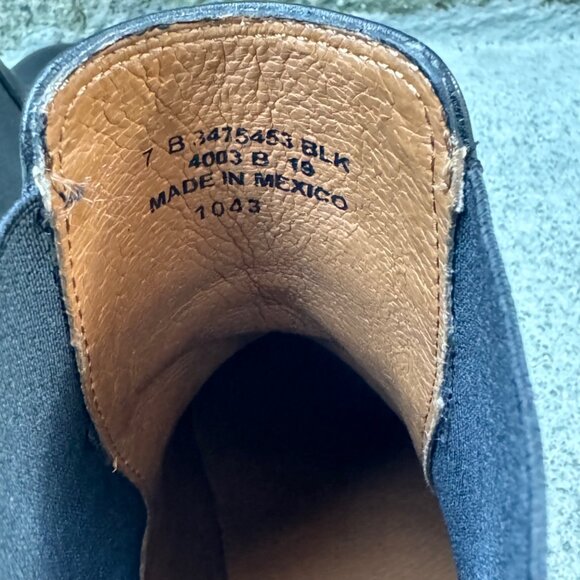 7 B 3475453 BLK
4003 B 19
MADE IN MEXICO
1043